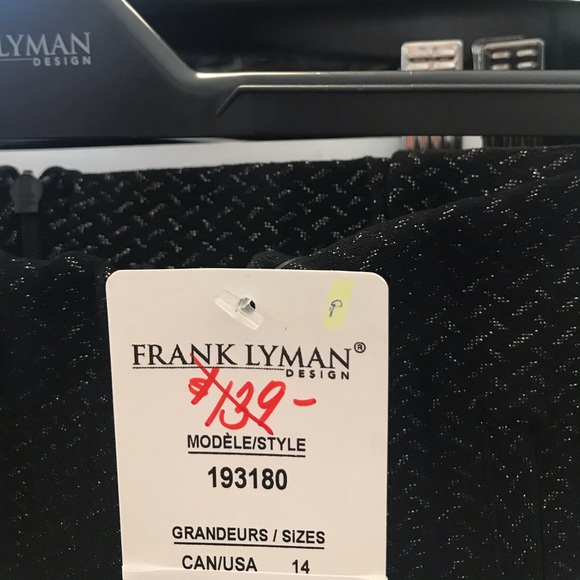 LYMAN
DESIGN
FRANK LYMAN®
DESIGN
$139-
MODÈLE/STYLE
193180
GRANDEURS / SIZES
CAN/USA 14